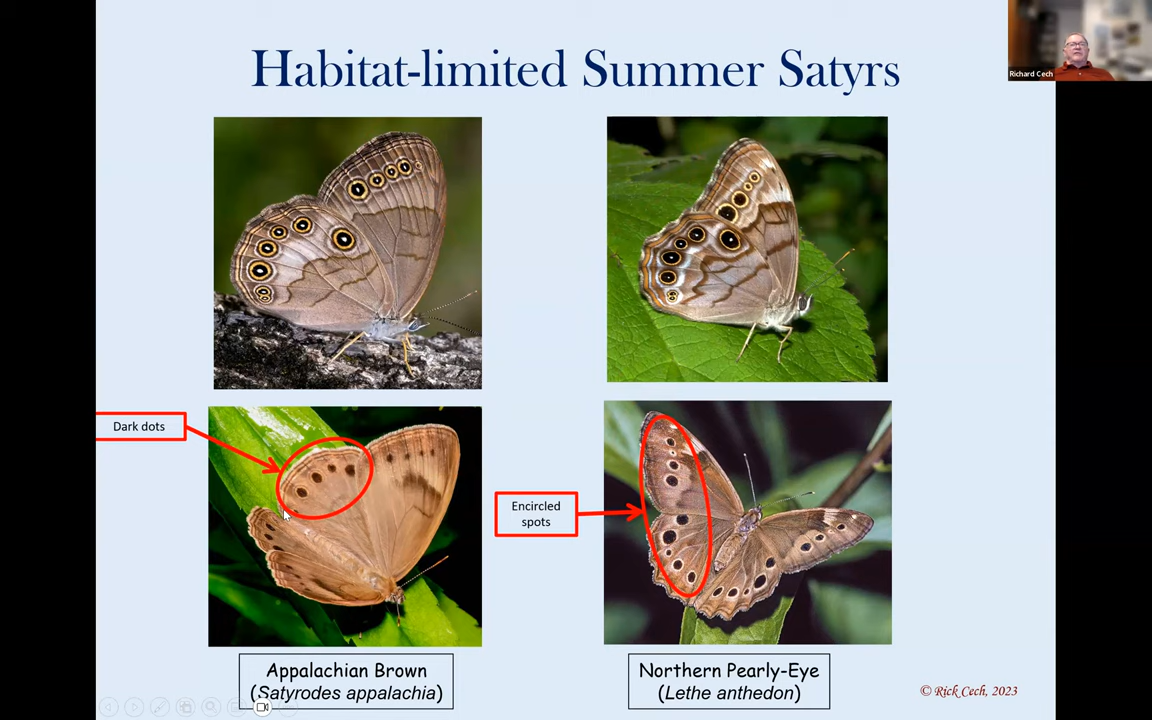 Habitat-limited Summer Satyrs
Richard Cech
Dark dots
Encircled
spots
Appalachian Brown
(Satyrodes appalachia)
Northern Pearly-Eye
(Lethe anthedon)
© Rick Cech, 2023